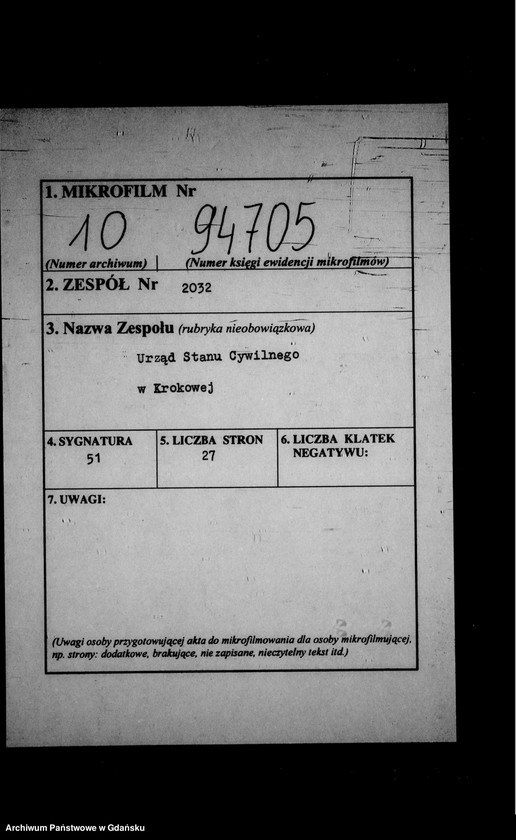 1. MIKROFILM Nr
10 94705
(Numer archiwum) (Numer księgi ewidencji mikrofilmów)
2. ZESPÓŁ Nr 2032
3. Nazwa Zespołu (rubryka nieobowiązkowa)
Urząd Stanu Cywilnego
w Krokowej
4. SYGNATURA
51
5. LICZBA STRON
27
6. LICZBA KLATEK
NEGATYWU:
7. UWAGI:
(Uwagi osoby przygotowującej akta do mikrofilmowania dla osoby mikrofilmującej,
np. strony: dodatkowe, brakujące, nie zapisane, nieczytelny tekst itd.)
Archiwum Państwowe w Gdańsku